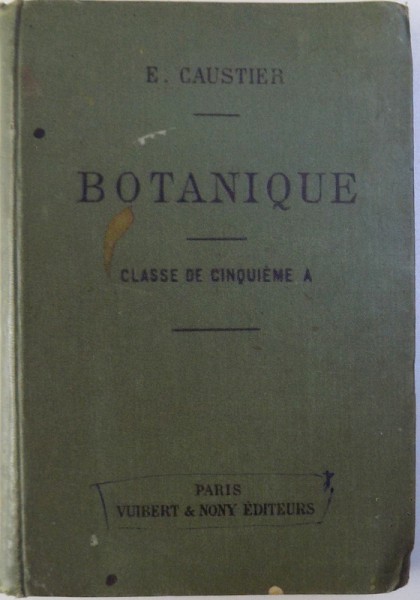 E. CAUSTIER
BOTANIQUE
CLASSE DE CINQUIÈME A
PARIS
VUIBERT & NONY ÉDITEURS